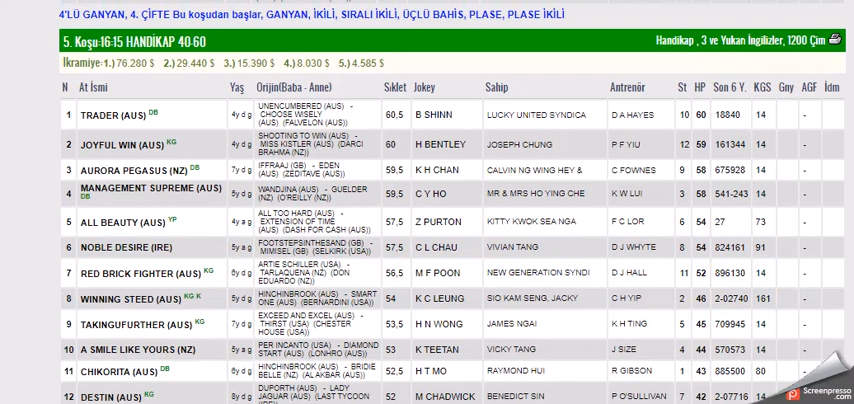 4'LÜ GANYAN, 4. ÇİFTE Bu koşudan başlar, GANYAN, İKİLİ, SIRALI İKİLİ, ÜÇLÜ BAHİS, PLASE, PLASE İKİLİ
5. Koşu:16:15 HANDİKAP 40-60 Handikap , 3 ve Yukarı İngilizler, 1200 Çim
İkramiye:1.) 76.280 $ 2.) 29.440 $ 3.) 15.390 $ 4.) 8.030 $ 5.) 4.585 $
N At İsmi Yaş Orijin(Baba - Anne) Sıklet Jokey Sahip Antrenör St HP Son 6 Y. KGS Gny AGF İdm
1 TRADER (AUS) DB 4y d g UNENCUMBERED (AUS) - CHOOSE WISELY (AUS) (FALVELON (AUS)) 60,5 B SHINN LUCKY UNITED SYNDICA D A HAYES 10 60 18840 14 -
2 JOYFUL WIN (AUS) KG 4y d g SHOOTING TO WIN (AUS) - MISS KISTLER (AUS) (DARCI BRAHMA (NZ)) 60 H BENTLEY JOSEPH CHUNG P F YIU 12 59 161344 14 -
3 AURORA PEGASUS (NZ) DB 7y d g IFFRAAJ (GB) - EDEN (AUS) (ZEDITAVE (AUS)) 59,5 K H CHAN CALVIN NG WING HEY & C FOWNES 9 58 675928 14 -
4 MANAGEMENT SUPREME (AUS) DB 5y d g WANDJINA (AUS) - GUELDER (NZ) (O'REILLY (NZ)) 59,5 C Y HO MR & MRS HO YING CHE K W LUI 3 58 541-243 14 -
5 ALL BEAUTY (AUS) YP 4y a g ALL TOO HARD (AUS) - EXTENSION OF TIME (AUS) (DASH FOR CASH (AUS)) 57,5 Z PURTON KITTY KWOK SEA NGA F C LOR 6 54 27 73 -
6 NOBLE DESIRE (IRE) 5y a g FOOTSTEPSINTHESAND (GB) - MIMISEL (GB) (SELKIRK (USA)) 57,5 C L CHAU VIVIAN TANG D J WHYTE 8 54 824161 91 -
7 RED BRICK FIGHTER (AUS) KG 6y d g ARTIE SCHILLER (USA) - TARLAQUENA (NZ) (DON EDUARDO (NZ)) 56,5 M F POON NEW GENERATION SYNDI D J HALL 11 52 896130 14 -
8 WINNING STEED (AUS) KG K 6y d g HINCHINBROOK (AUS) - SMART ONE (AUS) (BERNARDINI (USA)) 54 K C LEUNG SIO KAM SENG, JACKY C H YIP 2 46 2-02740 161 -
9 TAKINGUFURTHER (AUS) KG 7y d g EXCEED AND EXCEL (AUS) - THIRST (USA) (CHESTER HOUSE (USA)) 53,5 H N WONG JAMES NGAI K H TING 5 45 709945 14 -
10 A SMILE LIKE YOURS (NZ) 5y a g PER INCANTO (USA) - DIAMOND START (AUS) (LONHRO (AUS)) 53 K TEETAN VICKY TANG J SIZE 4 44 570573 14 -
11 CHIKORITA (AUS) DB 6y d g HINCHINBROOK (AUS) - BRIDIE BELLE (NZ) (AL AKBAR (AUS)) 52,5 H T MO RAYMOND HUI R GIBSON 1 43 885500 80 -
12 DESTIN (AUS) KG 6y d g DUPORTH (AUS) - LADY JAGUAR (AUS) (LAST TYCOON 52 M CHADWICK BENEDICT SIN P O'SULLIVAN 7 42 2-07716 14
Screenpresso.com